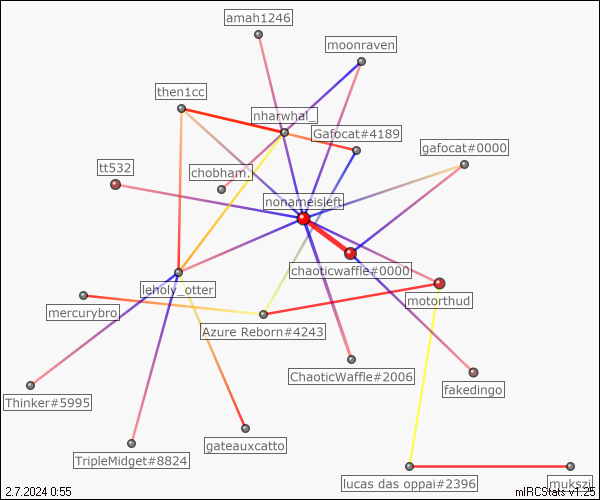 amah1246
moonraven
then1cc
nharwhal_
Gafocat#4189
gafocat#0000
tt532
chobham.
nonameisleft
chaoticwaffle#0000
leholy_otter
motorthud
mercurybro.
Azure Reborn#4243
ChaoticWaffle#2006
fakedingo
Thinker#5995
gateauxcatto
TripleMidget#8824
lucas das oppai#2396
mukszi
2.7.2024 0:55
mIRCStats v1.25